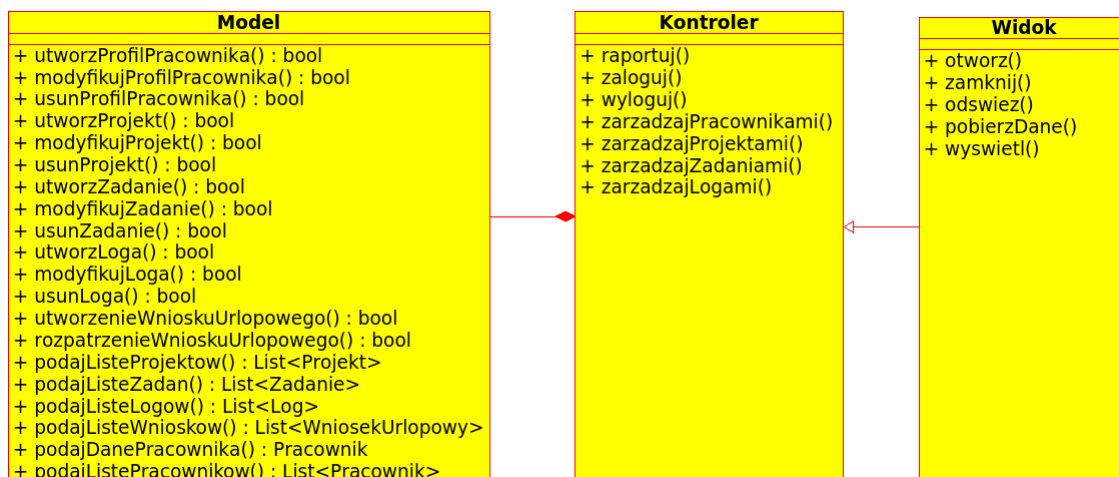 Model
+ utworzProfilPracownika() : bool
+ modyfikujProfilPracownika() : bool
+ usunProfilPracownika() : bool
+ utworzProjekt() : bool
+ modyfikujProjekt() : bool
+ usunProjekt() : bool
+ utworzZadanie() : bool
+ modyfikujZadanie() : bool
+ usunZadanie() : bool
+ utworzLoga() : bool
+ modyfikujLoga() : bool
+ usunLoga() : bool
+ utworzenieWnioskuUrlopowego() : bool
+ rozpatrzenieWnioskuUrlopowego() : bool
+ podajListeProjektow() : List<Projekt>
+ podajListeZadan() : List<Zadanie>
+ podajListeLogow() : List<Log>
+ podajListeWnioskow() : List<WniosekUrlopowy>
+ podajDanePracownika() : Pracownik
+ podajListePracownikow() : List<Pracownik>
Kontroler
+ raportuj()
+ zaloguj()
+ wyloguj()
+ zarzadzajPracownikami()
+ zarzadzajProjektami()
+ zarzadzajZadaniami()
+ zarzadzajLogami()
Widok
+ otworz()
+ zamknij()
+ odswiez()
+ pobierzDane()
+ wyswietl()